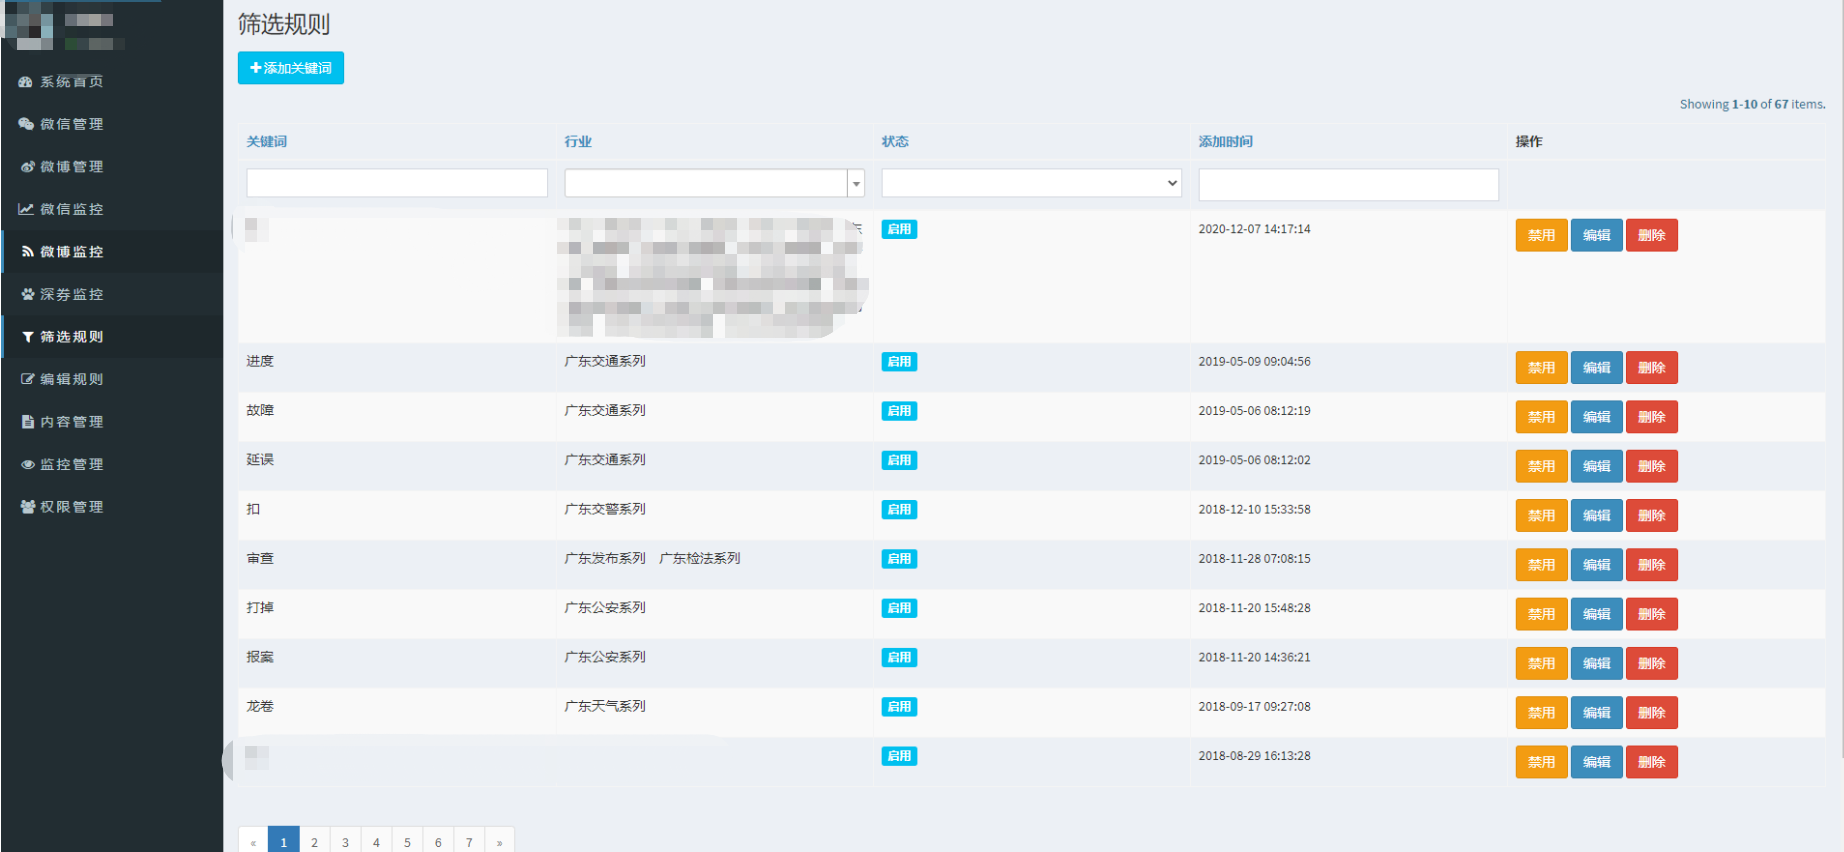 系统首页
微信管理
微博管理
微信监控
微博监控
深券监控
筛选规则
编辑规则
内容管理
监控管理
权限管理
筛选规则
添加关键词
Showing 1-10 of 67 items.
关键词 行业 状态 添加时间 操作
启用 2020-12-07 14:17:14 禁用 编辑 删除
进度 广东交通系列 启用 2019-05-09 09:04:56 禁用 编辑 删除
故障 广东交通系列 启用 2019-05-06 08:12:19 禁用 编辑 删除
延误 广东交通系列 启用 2019-05-06 08:12:02 禁用 编辑 删除
扣 广东交警系列 启用 2018-12-10 15:33:58 禁用 编辑 删除
审查 广东发布系列 广东检法系列 启用 2018-11-28 07:08:15 禁用 编辑 删除
打掉 广东公安系列 启用 2018-11-20 15:48:28 禁用 编辑 删除
报案 广东公安系列 启用 2018-11-20 14:36:21 禁用 编辑 删除
龙卷 广东天气系列 启用 2018-09-17 09:27:08 禁用 编辑 删除
启用 2018-08-29 16:13:28 禁用 编辑 删除
« 1 2 3 4 5 6 7 »